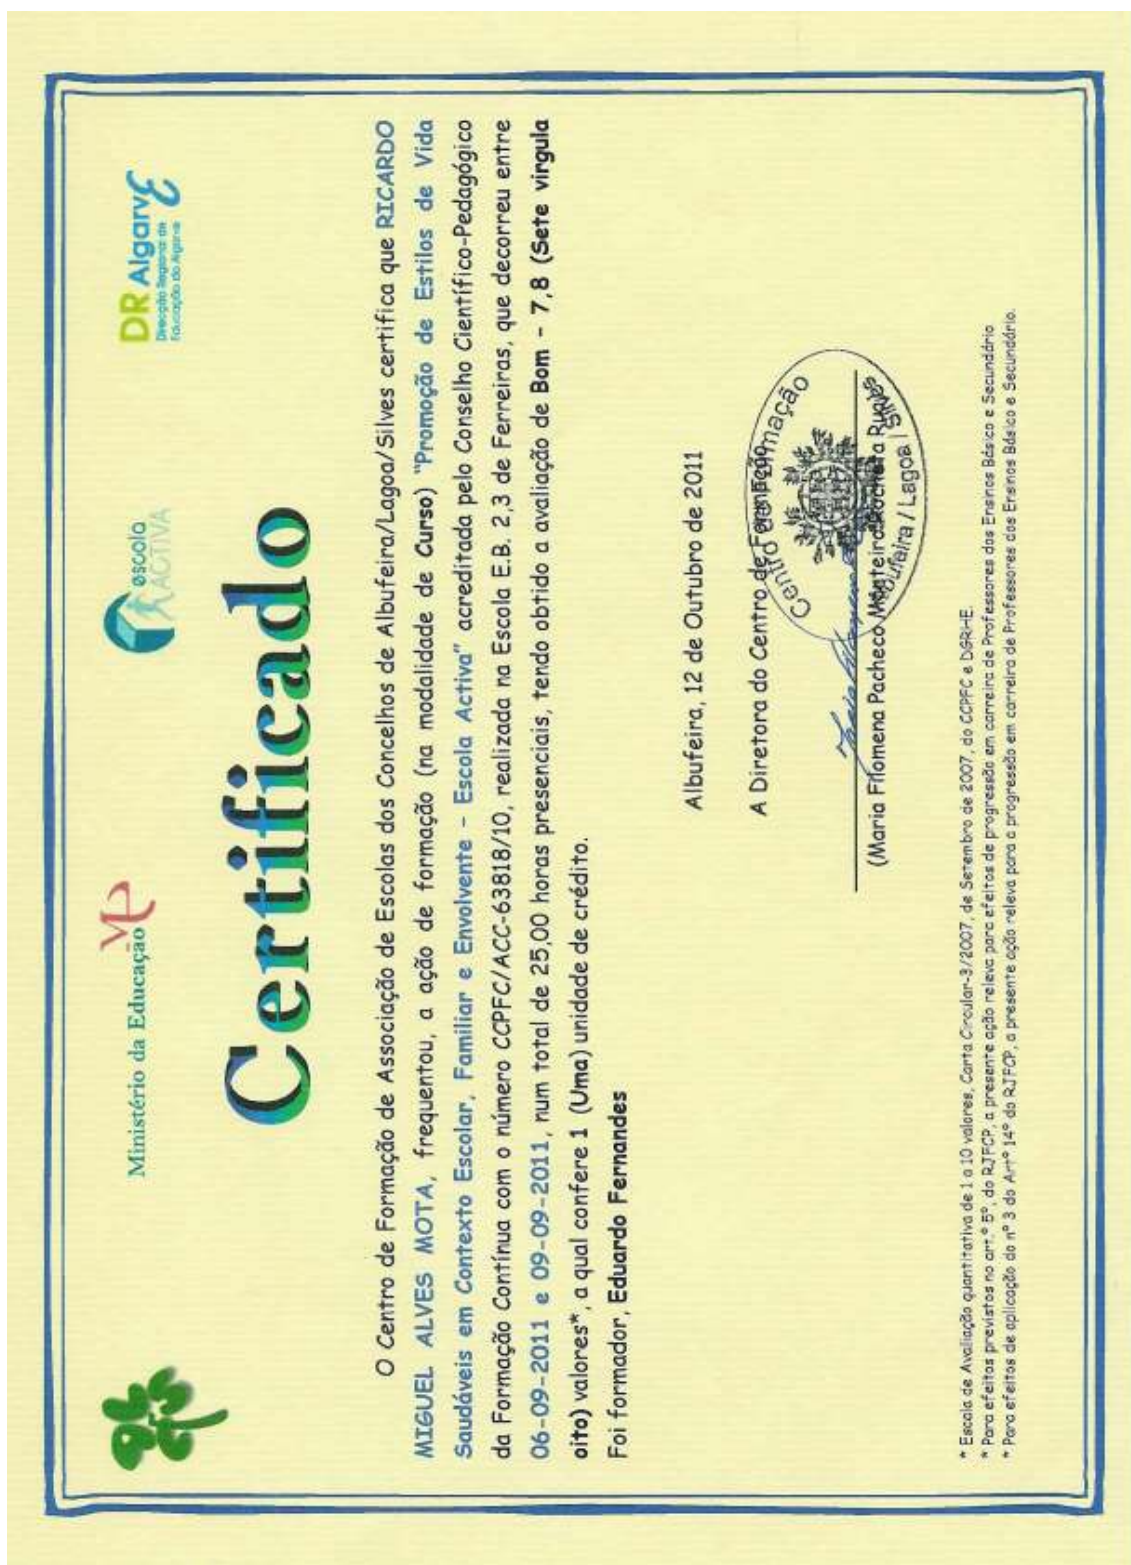 Ministério da Educação
escola
ACTIVA
DR Algarve
Direcção Regional de
Educação do Algarve
Certificado
O Centro de Formação de Associação de Escolas dos Concelhos de Albufeira/Lagoa/Silves certifica que RICARDO
MIGUEL ALVES MOTA, frequentou, a ação de formação (na modalidade de Curso) "Promoção de Estilos de Vida
Saudáveis em Contexto Escolar, Familiar e Envolvente - Escola Activa" acreditada pelo Conselho Científico-Pedagógico
da Formação Contínua com o número CCPFC/ACC-63818/10, realizada na Escola E.B. 2,3 de Ferreiras, que decorreu entre
06-09-2011 e 09-09-2011, num total de 25,00 horas presenciais, tendo obtido a avaliação de Bom - 7,8 (Sete virgula
oito) valores*, a qual confere 1 (Uma) unidade de crédito.
Foi formador, Eduardo Fernandes
Albufeira, 12 de Outubro de 2011
A Diretora do Centro de Formação
Centro de Formação
Albufeira / Lagoa / Silves
(Maria Filomena Pacheco Monteiro Rocheta
* Escala de Avaliação quantitativa de 1 a 10 valores, Carta Circular-3/2007, de Setembro de 2007, do CCPFC e DGRHE.
* Para efeitos previstos no art.º 5º, do RJFCP, a presente ação releva para efeitos de progressão em carreira de Professores dos Ensinos Básico e Secundário
* Para efeitos de aplicação do nº 3 do Artº 14º do RJFCP, a presente ação releva para a progressão em carreira de Professores dos Ensinos Básico e Secundário.